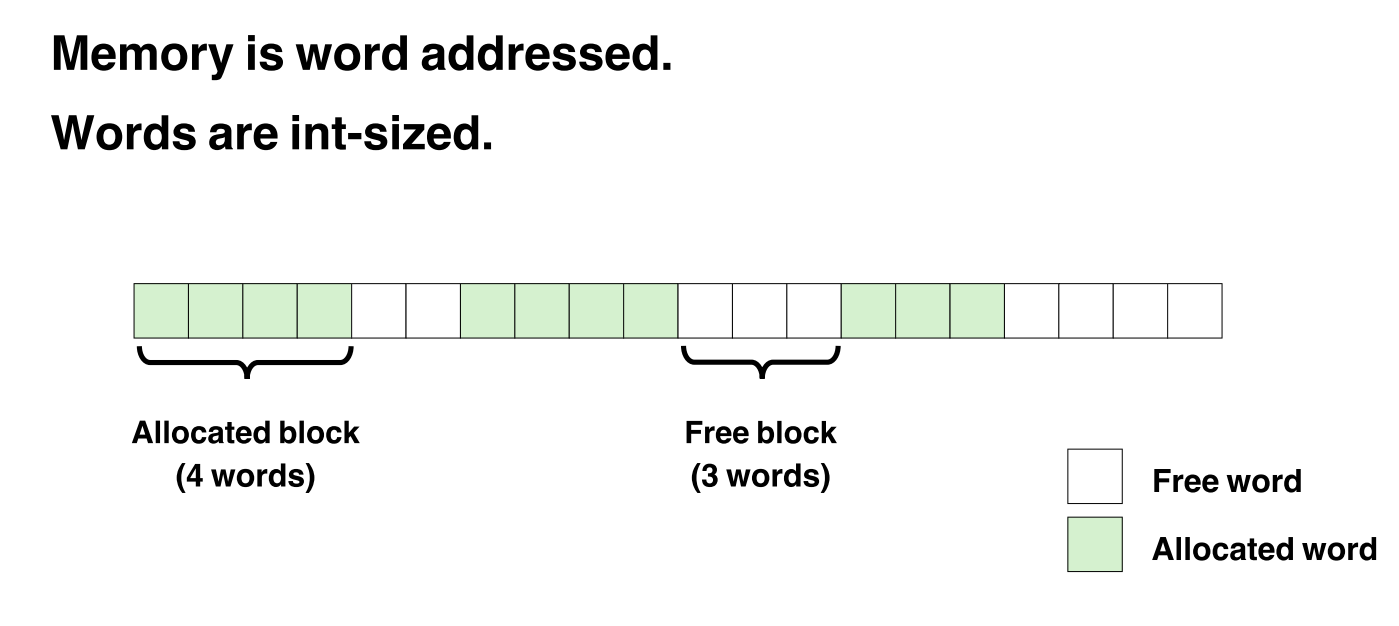 Memory is word addressed.
Words are int-sized.
Allocated block
(4 words)
Free block
(3 words)
Free word
Allocated word